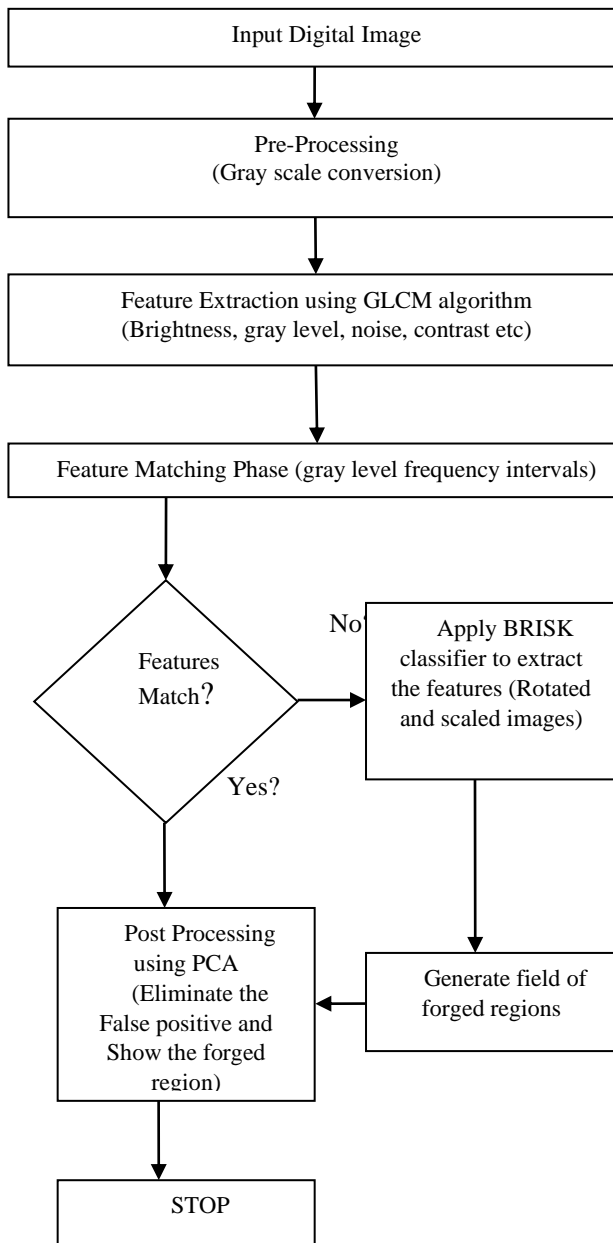 Input Digital Image
Pre-Processing
(Gray scale conversion)
Feature Extraction using GLCM algorithm
(Brightness, gray level, noise, contrast etc)
Feature Matching Phase (gray level frequency intervals)
Features
Match?
No?
Apply BRISK
classifier to extract
the features (Rotated
and scaled images)
Yes?
Post Processing
using PCA
(Eliminate the
False positive and
Show the forged
region)
Generate field of
forged regions
STOP